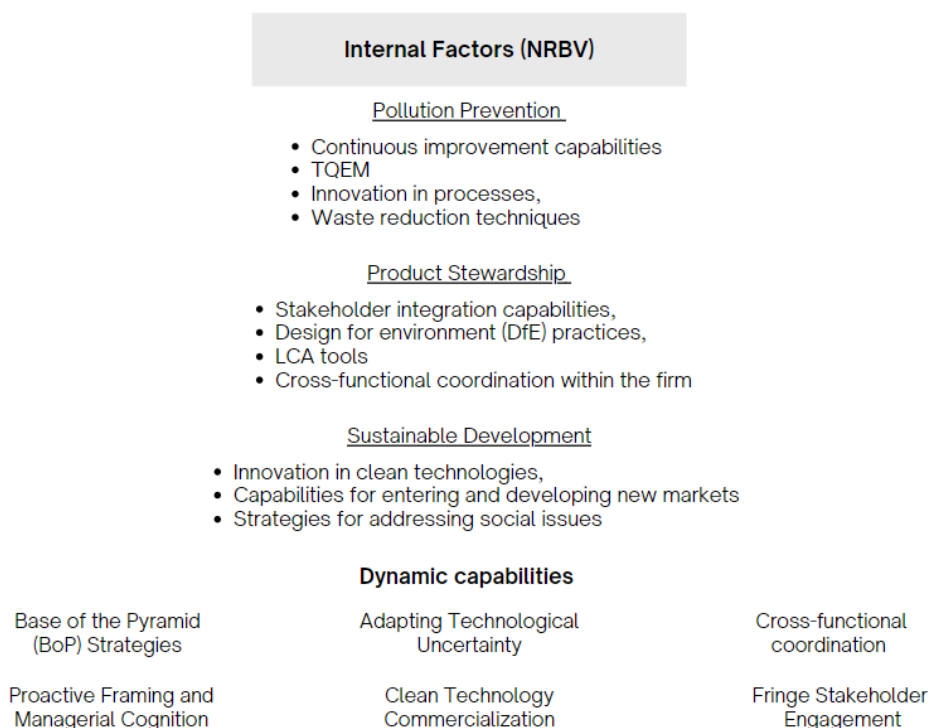 Internal Factors (NRBV)
Pollution Prevention
• Continuous improvement capabilities
• TQEM
• Innovation in processes,
• Waste reduction techniques
Product Stewardship
• Stakeholder integration capabilities,
• Design for environment (DfE) practices,
• LCA tools
• Cross-functional coordination within the firm
Sustainable Development
• Innovation in clean technologies,
• Capabilities for entering and developing new markets
• Strategies for addressing social issues
Dynamic capabilities
Base of the Pyramid
(BoP) Strategies
Adapting Technological
Uncertainty
Cross-functional
coordination
Proactive Framing and
Managerial Cognition
Clean Technology
Commercialization
Fringe Stakeholder
Engagement